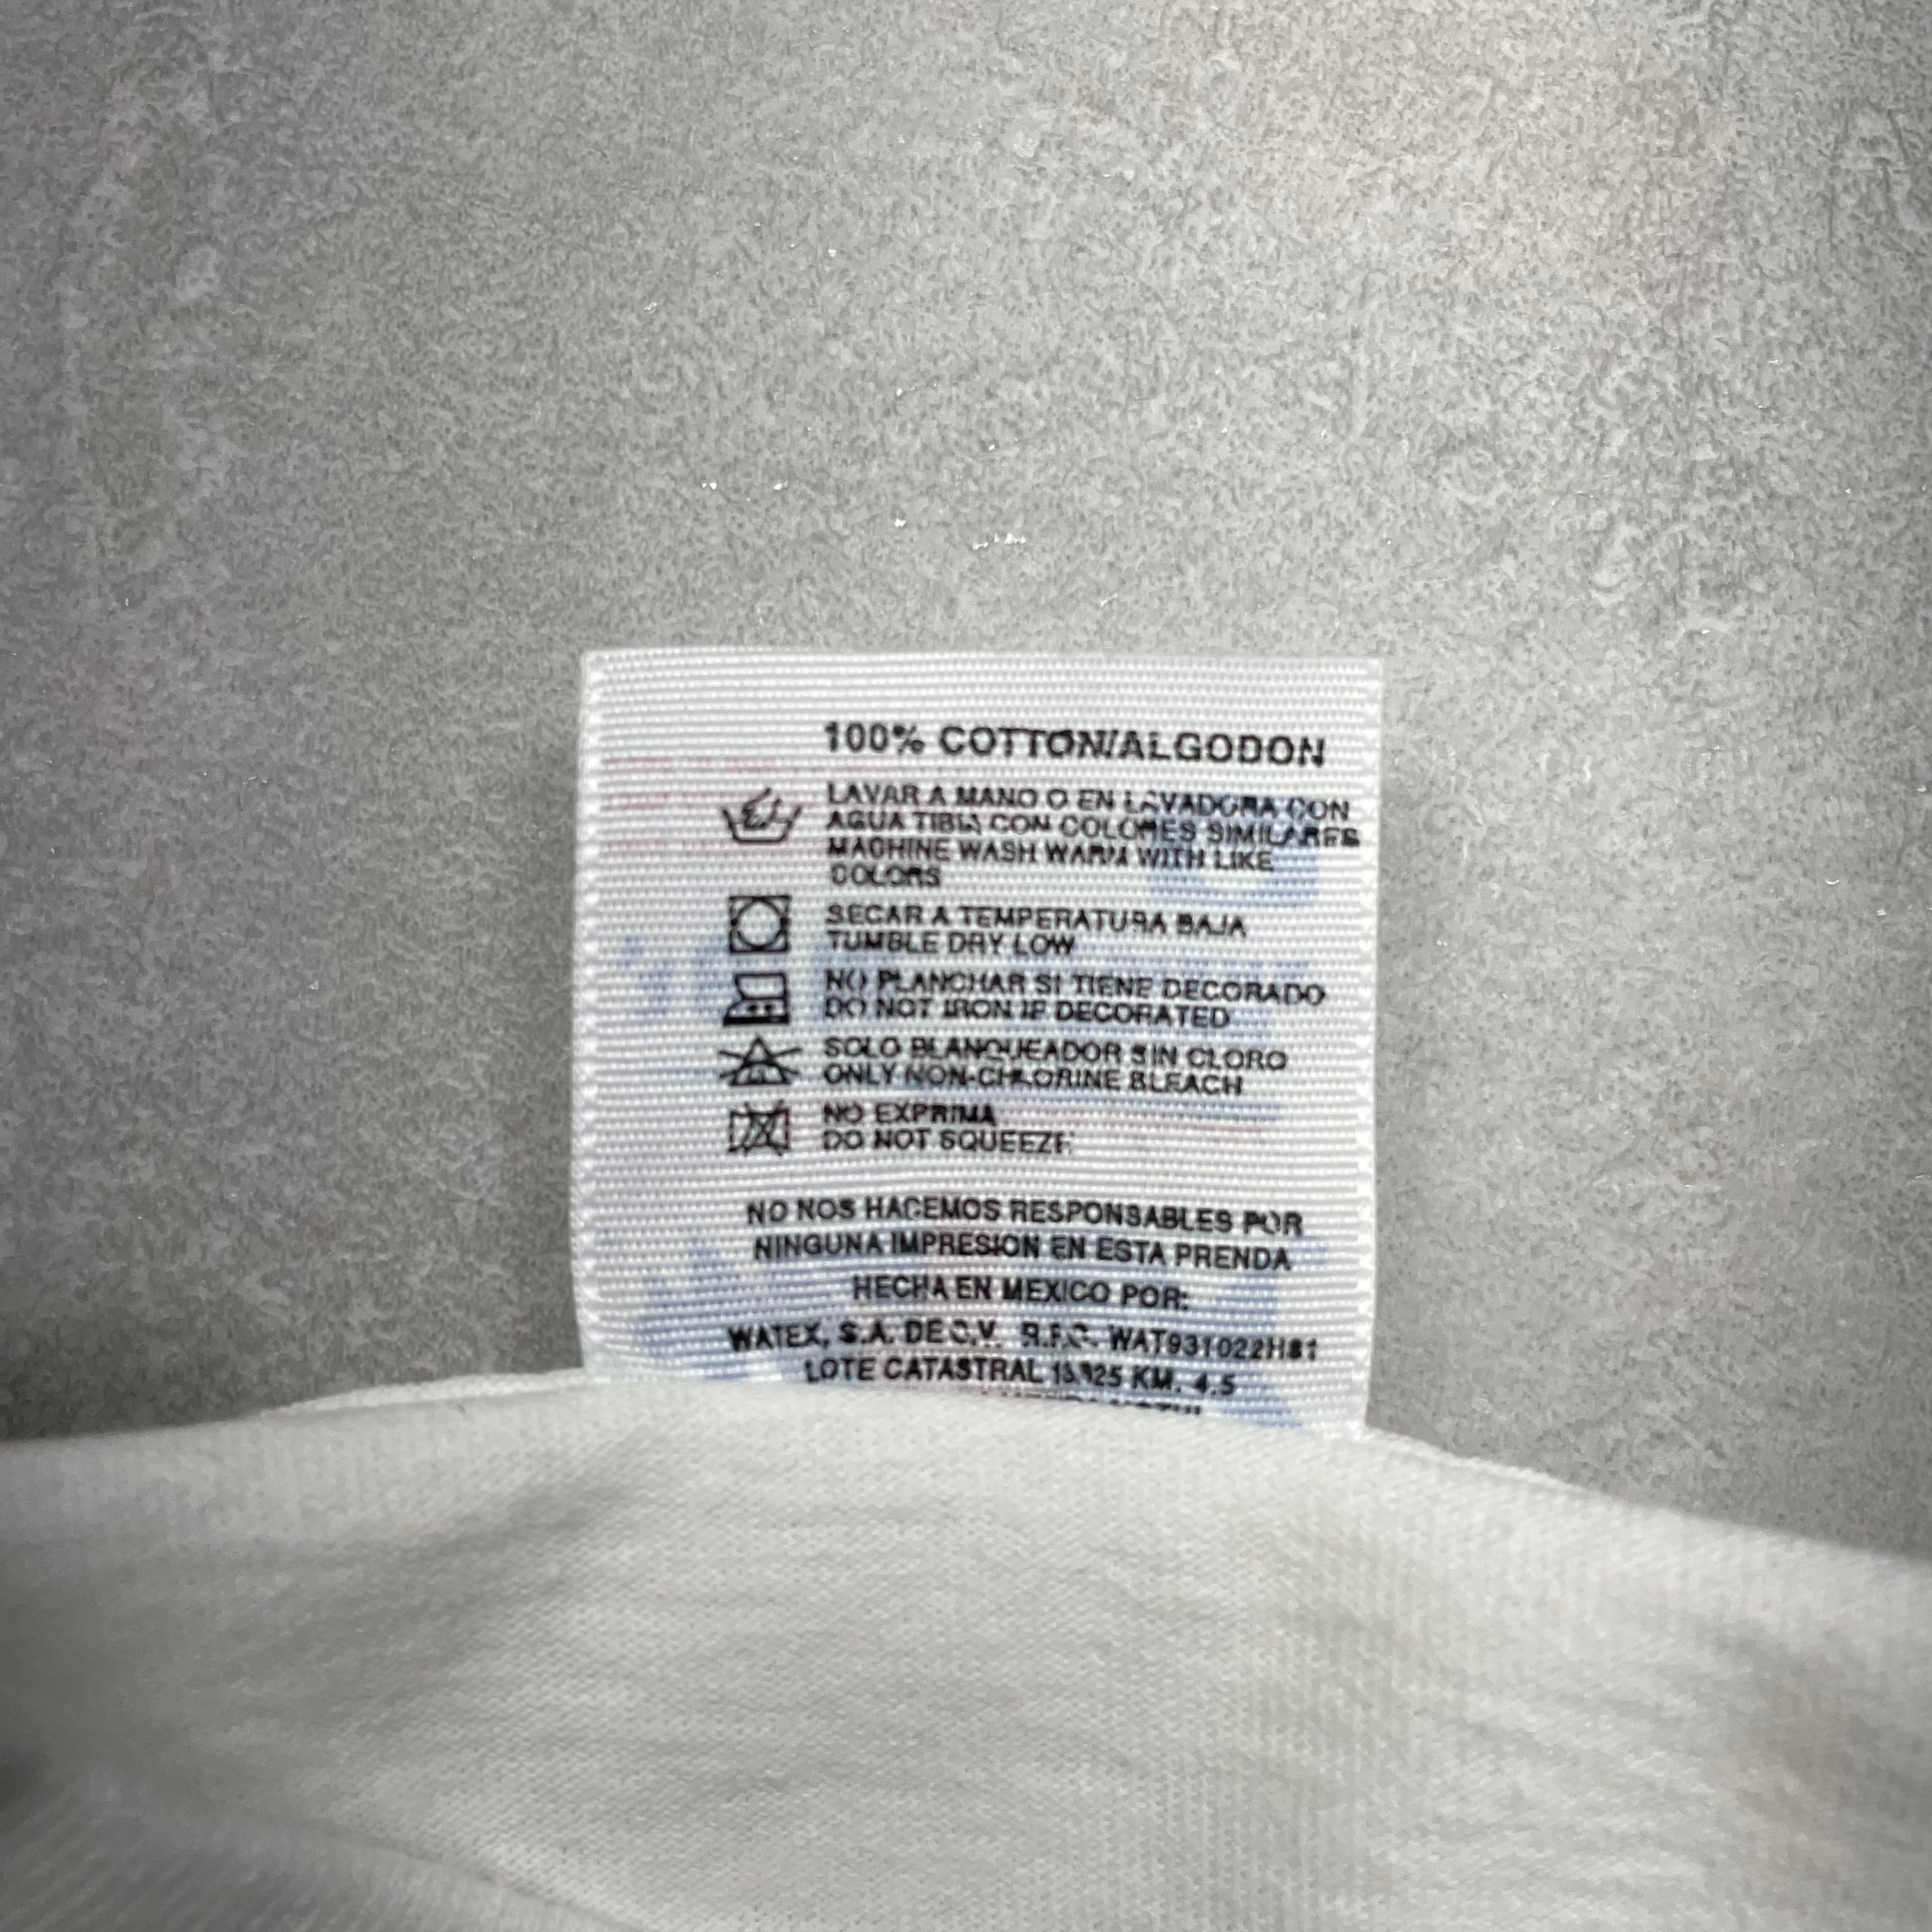 100% COTTON/ALGODON
LAVAR A MANO O EN LAVADORA CON
AGUA TIBIA CON COLORES SIMILARES
MACHINE WASH WARM WITH LIKE
COLORS
SECAR A TEMPERATURA BAJA
TUMBLE DRY LOW
NO PLANCHAR SI TIENE DECORADO
DO NOT IRON IF DECORATED
SOLO BLANQUEADOR SIN CLORO
ONLY NON-CHLORINE BLEACH
NO EXPRIMA
DO NOT SQUEEZE
NO NOS HACEMOS RESPONSABLES POR
NINGUNA IMPRESION EN ESTA PRENDA
HECHA EN MEXICO POR:
WATEX, S.A. DE C.V. R.F.C. WAT931022H81
LOTE CATASTRAL KM. 4.5